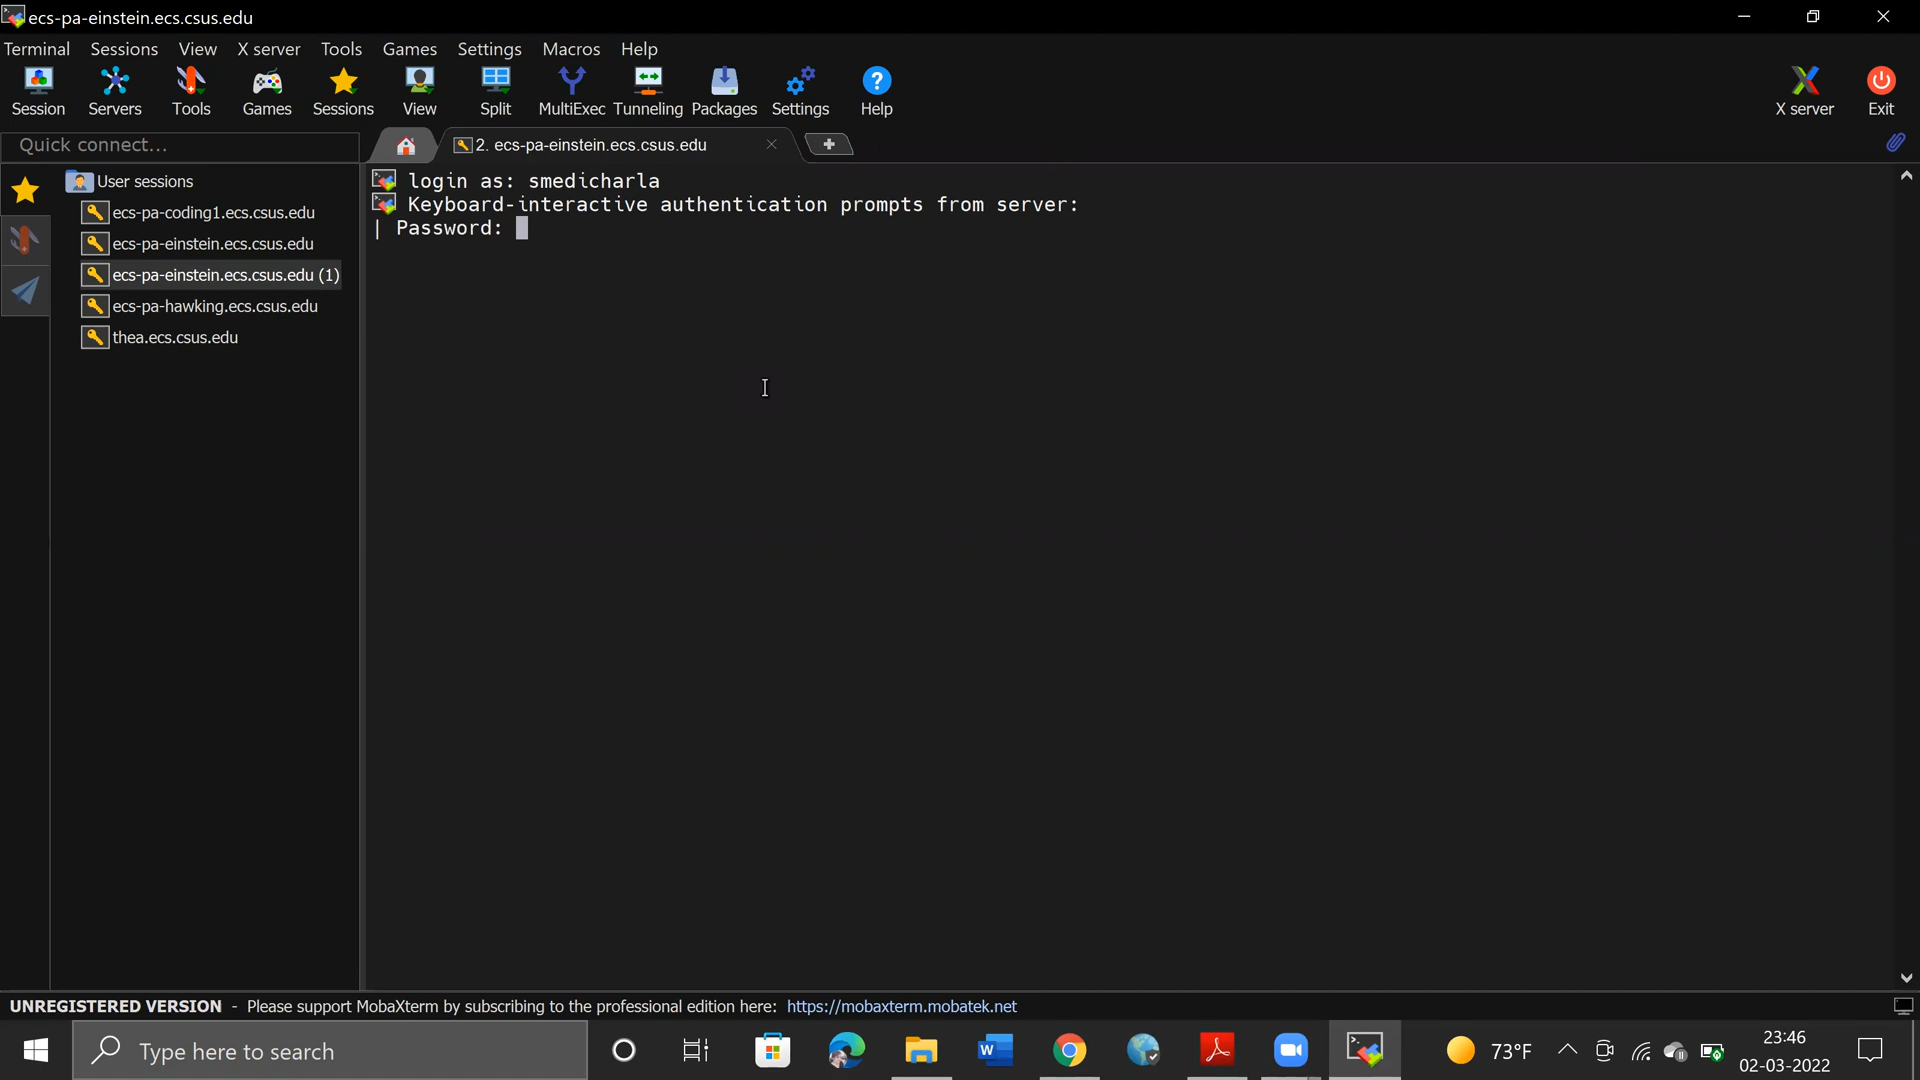 ecs-pa-einstein.ecs.csus.edu
Terminal Sessions View X server Tools Games Settings Macros Help
Session Servers Tools Games Sessions View Split MultiExec Tunneling Packages Settings Help X server Exit
Quick connect...
2. ecs-pa-einstein.ecs.csus.edu
User sessions
ecs-pa-coding1.ecs.csus.edu
ecs-pa-einstein.ecs.csus.edu
ecs-pa-einstein.ecs.csus.edu (1)
ecs-pa-hawking.ecs.csus.edu
thea.ecs.csus.edu
login as: smedicharla
Keyboard-interactive authentication prompts from server:
| Password:
UNREGISTERED VERSION - Please support MobaXterm by subscribing to the professional edition here: https://mobaxterm.mobatek.net
Type here to search
73°F
23:46
02-03-2022